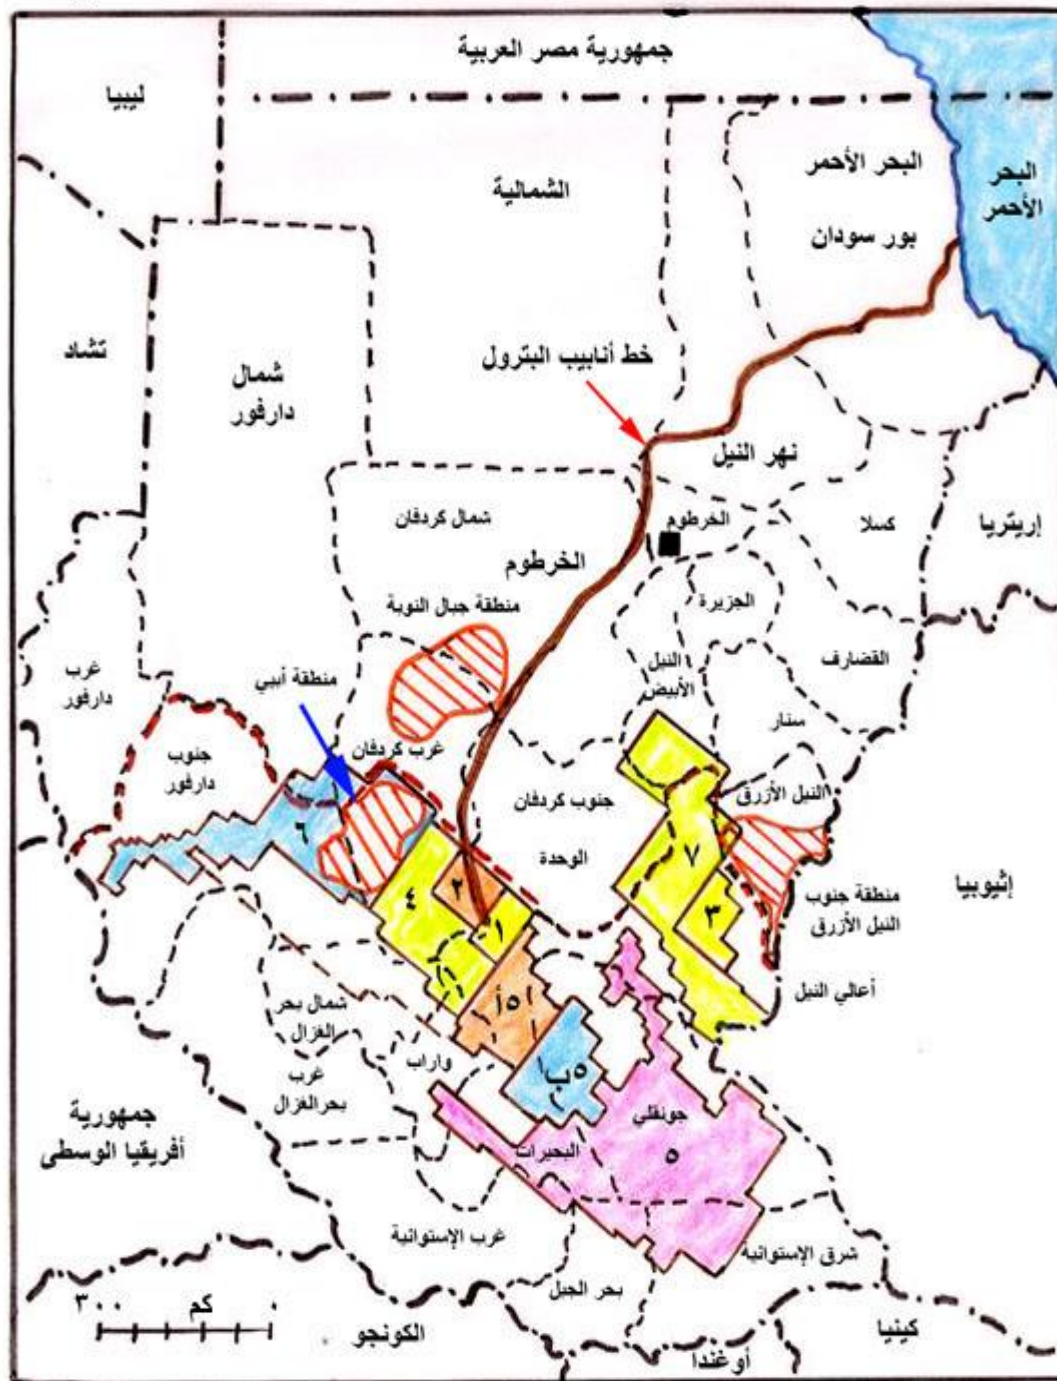 جمهورية مصر العربية
ليبيا
البحر الأحمر
البحر
الأحمر
الشمالية
بور سودان
تشاد
خط أنابيب البترول
شمال
دارفور
نهر النيل
شمال كردفان
الخرطوم
كسلا
إريتريا
الخرطوم
منطقة جبال النوبة
الجزيرة
القضارف
غرب
دارفور
منطقة أبيي
النيل
الأبيض
سنار
جنوب
دارفور
غرب كردفان
جنوب كردفان
النيل الأزرق
الوحدة
إثيوبيا
٦
٤
٢
١
٧
٣
منطقة جنوب
النيل الأزرق
أعالي النيل
٥أ
شمال بحر
الغزال
واراب
٥ب
غرب
بحر الغزال
جونقلي
٥
البحيرات
جمهورية
أفريقيا الوسطى
غرب الإستوائية
شرق الإستوائية
بحر الجبل
٣٠٠ كم ٠
الكونجو
أوغندا
كينيا